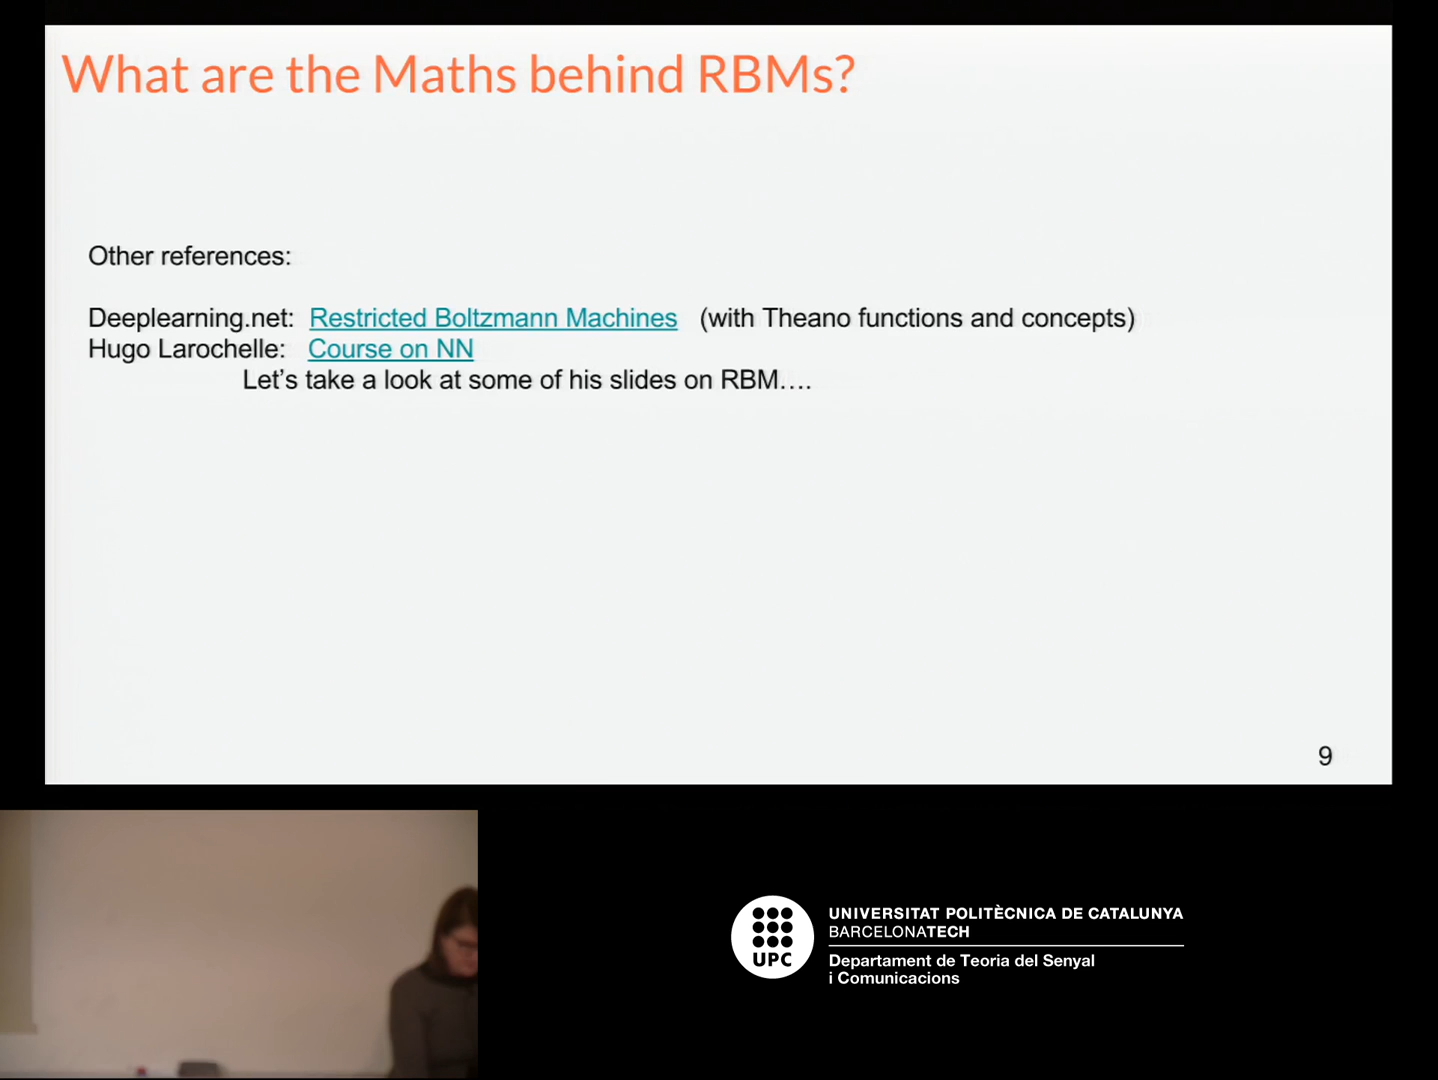 What are the Maths behind RBMs?
Other references:
Deeplearning.net: Restricted Boltzmann Machines (with Theano functions and concepts)
Hugo Larochelle: Course on NN
Let's take a look at some of his slides on RBM….
9
UPC
UNIVERSITAT POLITÈCNICA DE CATALUNYA
BARCELONATECH
Departament de Teoria del Senyal
i Comunicacions